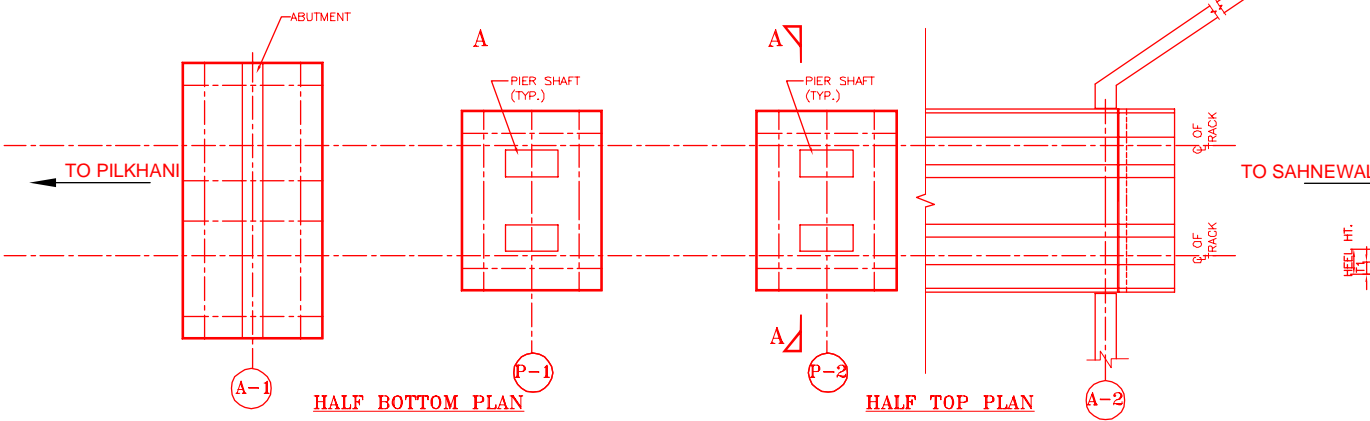 ABUTMENT
A
A
PIER SHAFT
(TYP.)
PIER SHAFT
(TYP.)
℄ OF
TRACK
TO PILKHANI
TO SAHNEWAL
℄ OF
TRACK
HEEL HT.
T1
A
A-1
P-1
P-2
A-2
HALF BOTTOM PLAN
HALF TOP PLAN